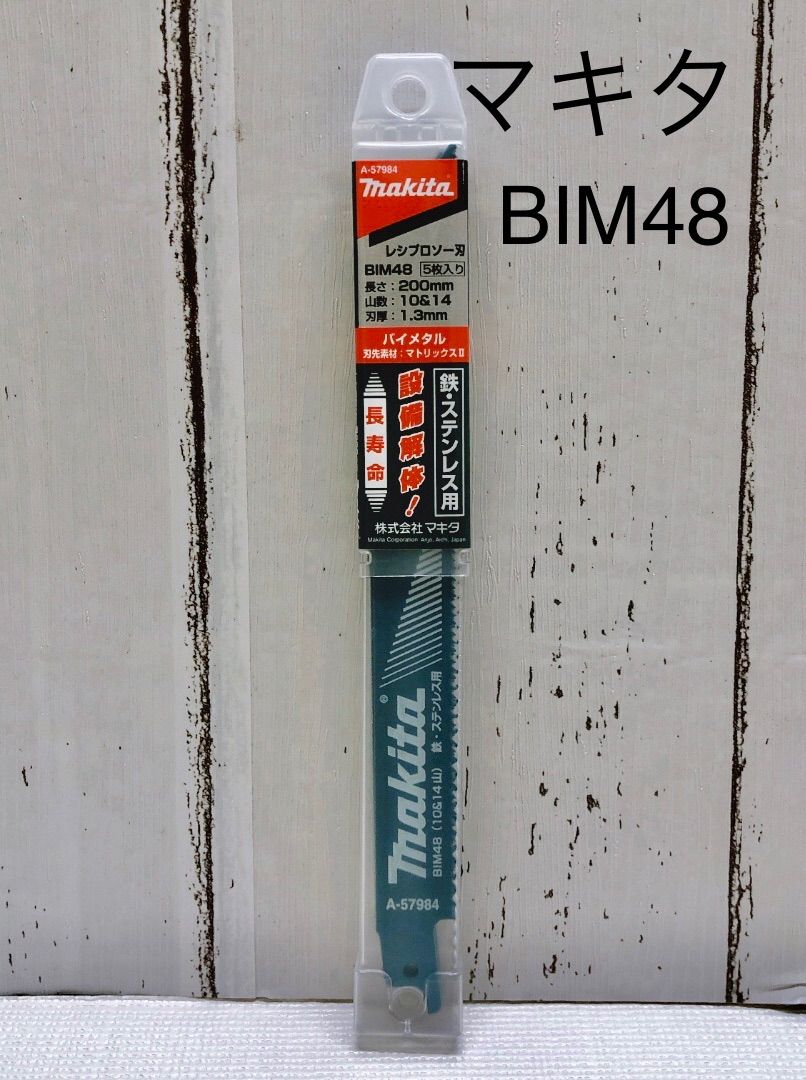 マキタ
BIM48
A-57984
makita
レシプロソー刃
BIM48 5枚入り
長さ：200mm
山数：10&14
刃厚：1.3mm
バイメタル
刃先素材：マトリックスⅡ
鉄・ステンレス用
設備解体！
長寿命
株式会社マキタ
Makita Corporation Anjo, Aichi, Japan
makita®
BIM48（10&14山） 鉄・ステンレス用
A-57984